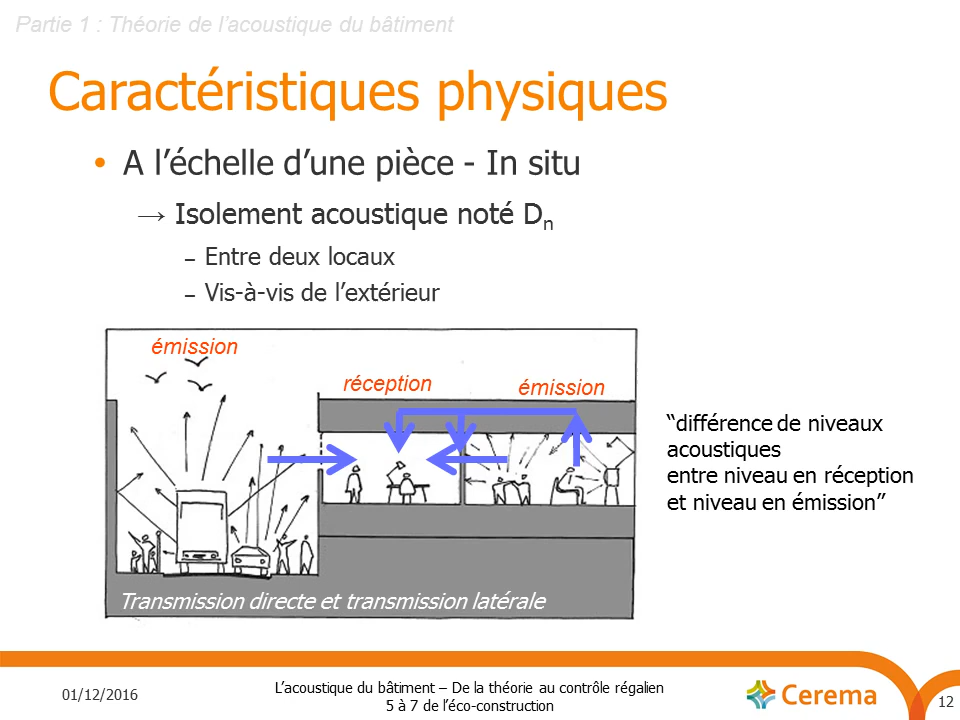 Partie 1 : Théorie de l’acoustique du bâtiment
Caractéristiques physiques
• A l’échelle d’une pièce - In situ
→ Isolement acoustique noté Dn
– Entre deux locaux
– Vis-à-vis de l’extérieur
émission
réception
émission
“différence de niveaux
acoustiques
entre niveau en réception
et niveau en émission”
Transmission directe et transmission latérale
01/12/2016
L’acoustique du bâtiment – De la théorie au contrôle régalien
5 à 7 de l’éco-construction
Cerema
12